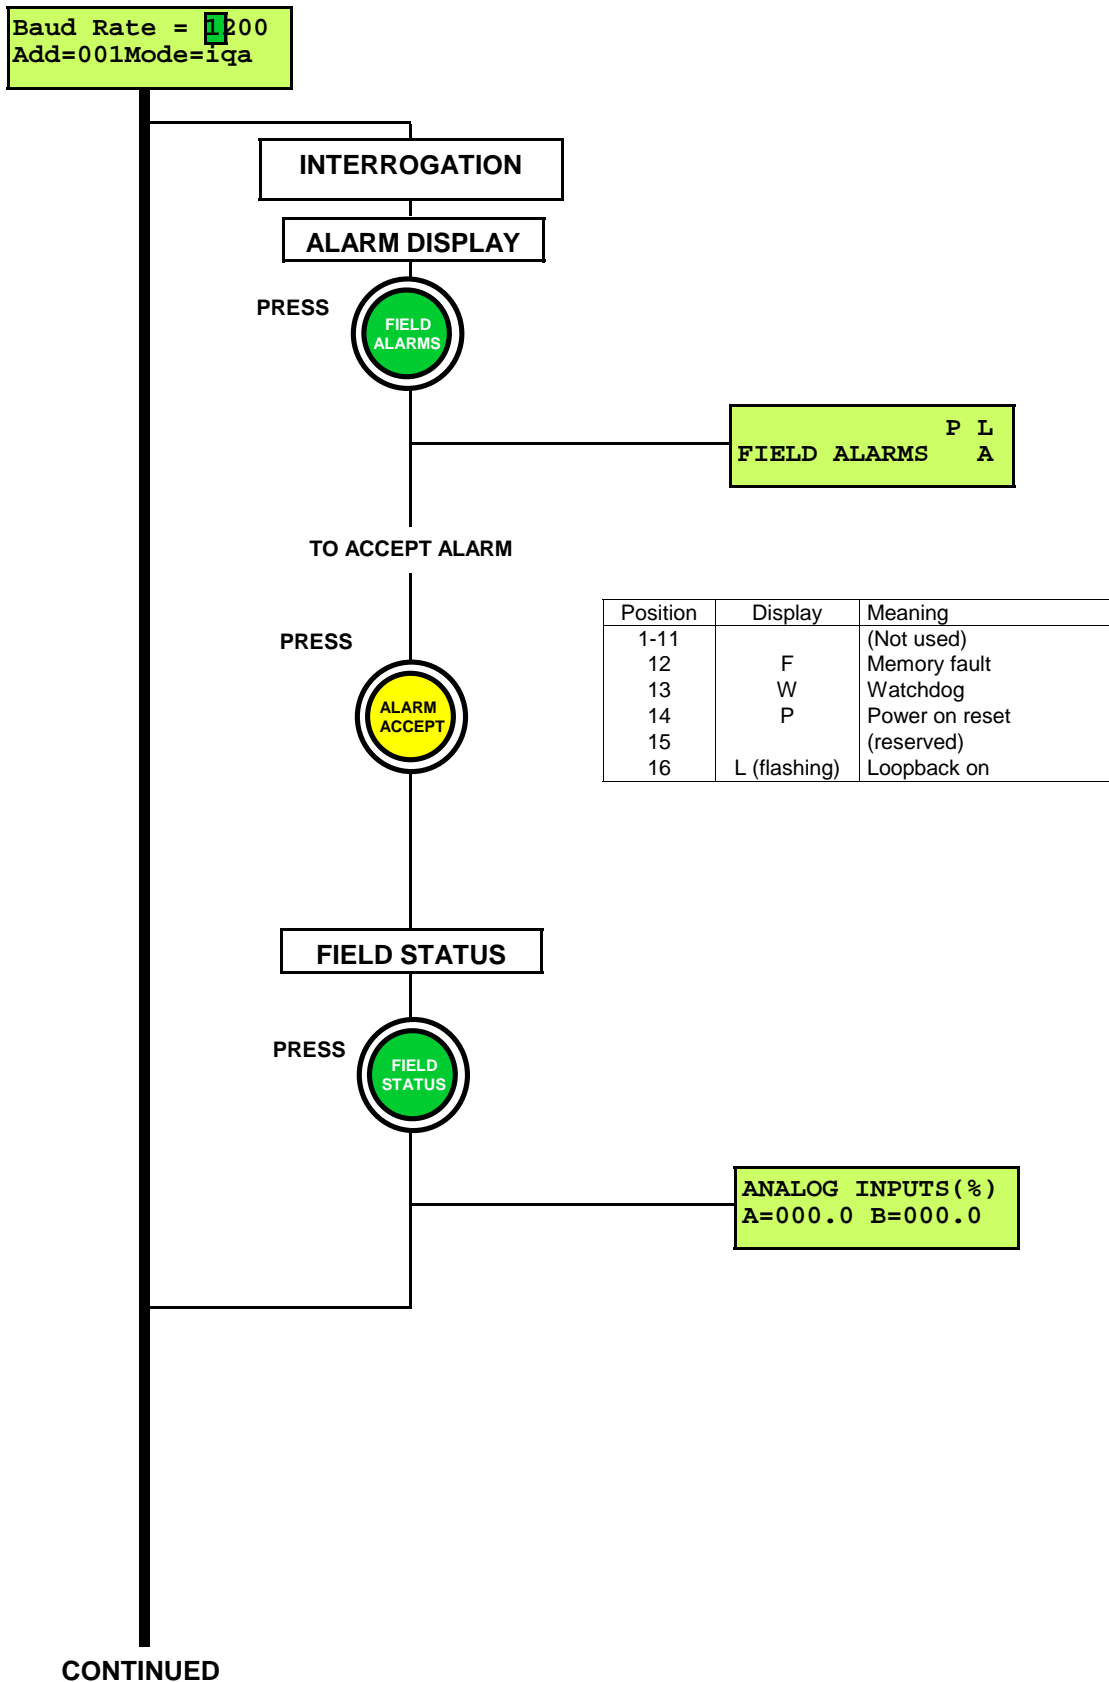 Baud Rate = 1200
Add=001Mode=iqa
INTERROGATION
ALARM DISPLAY
PRESS
FIELD
ALARMS
P L
FIELD ALARMS A
TO ACCEPT ALARM
PRESS
ALARM
ACCEPT
Position Display Meaning
1-11 (Not used)
12 F Memory fault
13 W Watchdog
14 P Power on reset
15 (reserved)
16 L (flashing) Loopback on
FIELD STATUS
PRESS
FIELD
STATUS
ANALOG INPUTS(%)
A=000.0 B=000.0
CONTINUED